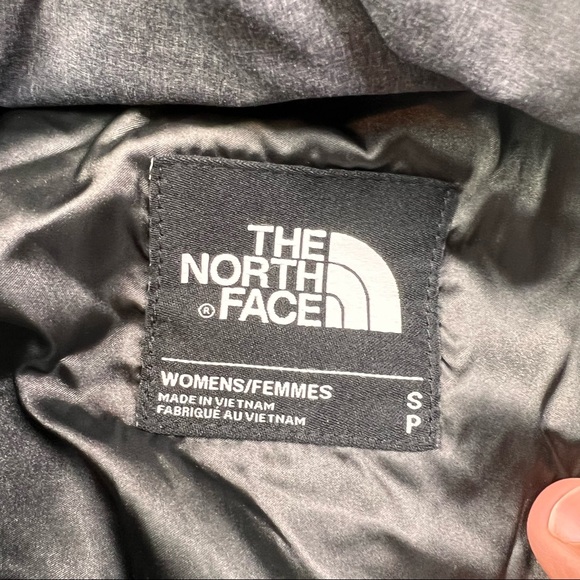 THE
NORTH
® FACE
WOMENS/FEMMES S
MADE IN VIETNAM
FABRIQUÉ AU VIETNAM P